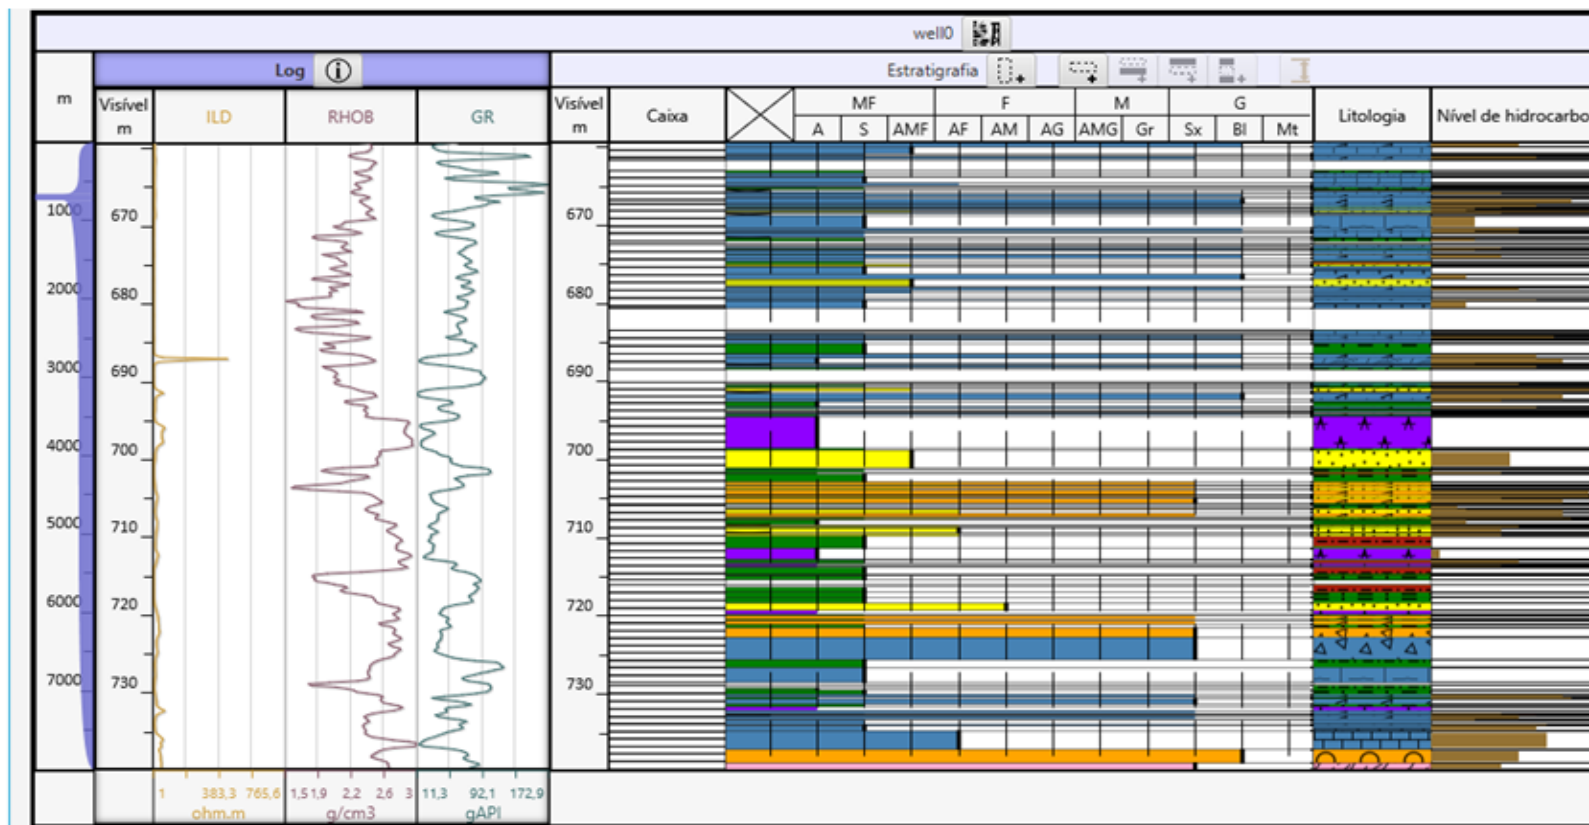 well0
Log
Estratigrafia
m
Visível
m
ILD
RHOB
GR
Visível
m
Caixa
MF
F
M
G
A
S
AMF
AF
AM
AG
AMG
Gr
Sx
Bl
Mt
Litologia
Nível de hidrocarbo
1000
2000
3000
4000
5000
6000
7000
670
680
690
700
710
720
730
670
680
690
700
710
720
730
1 383,3 765,6
ohm.m
1,5 1,9 2,2 2,6 3
g/cm3
11,3 92,1 172,9
gAPI